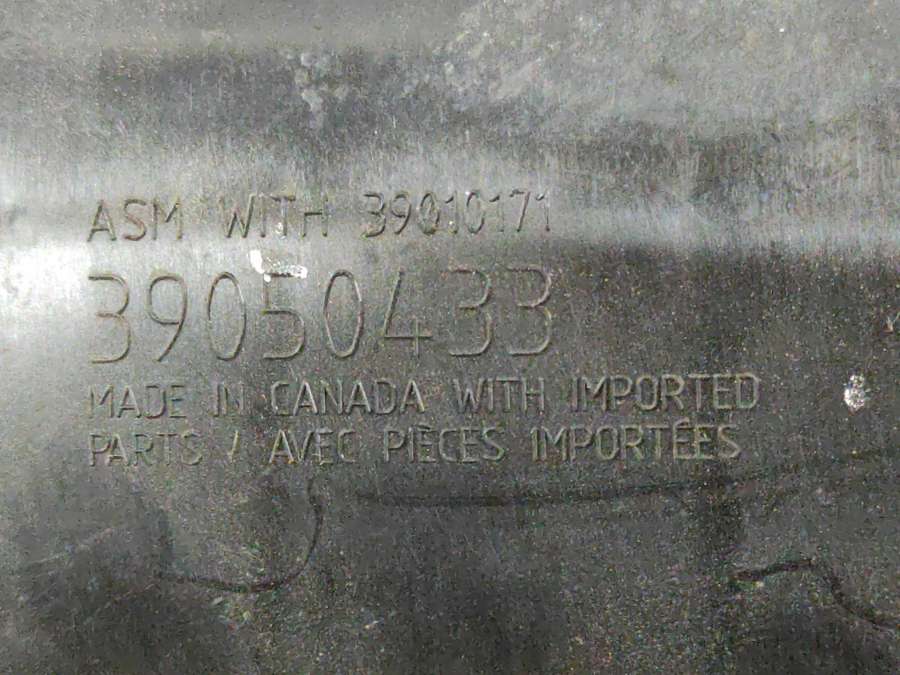 ASM WITH 39010171
39050433
MADE IN CANADA WITH IMPORTED
PARTS / AVEC PIÈCES IMPORTÉES